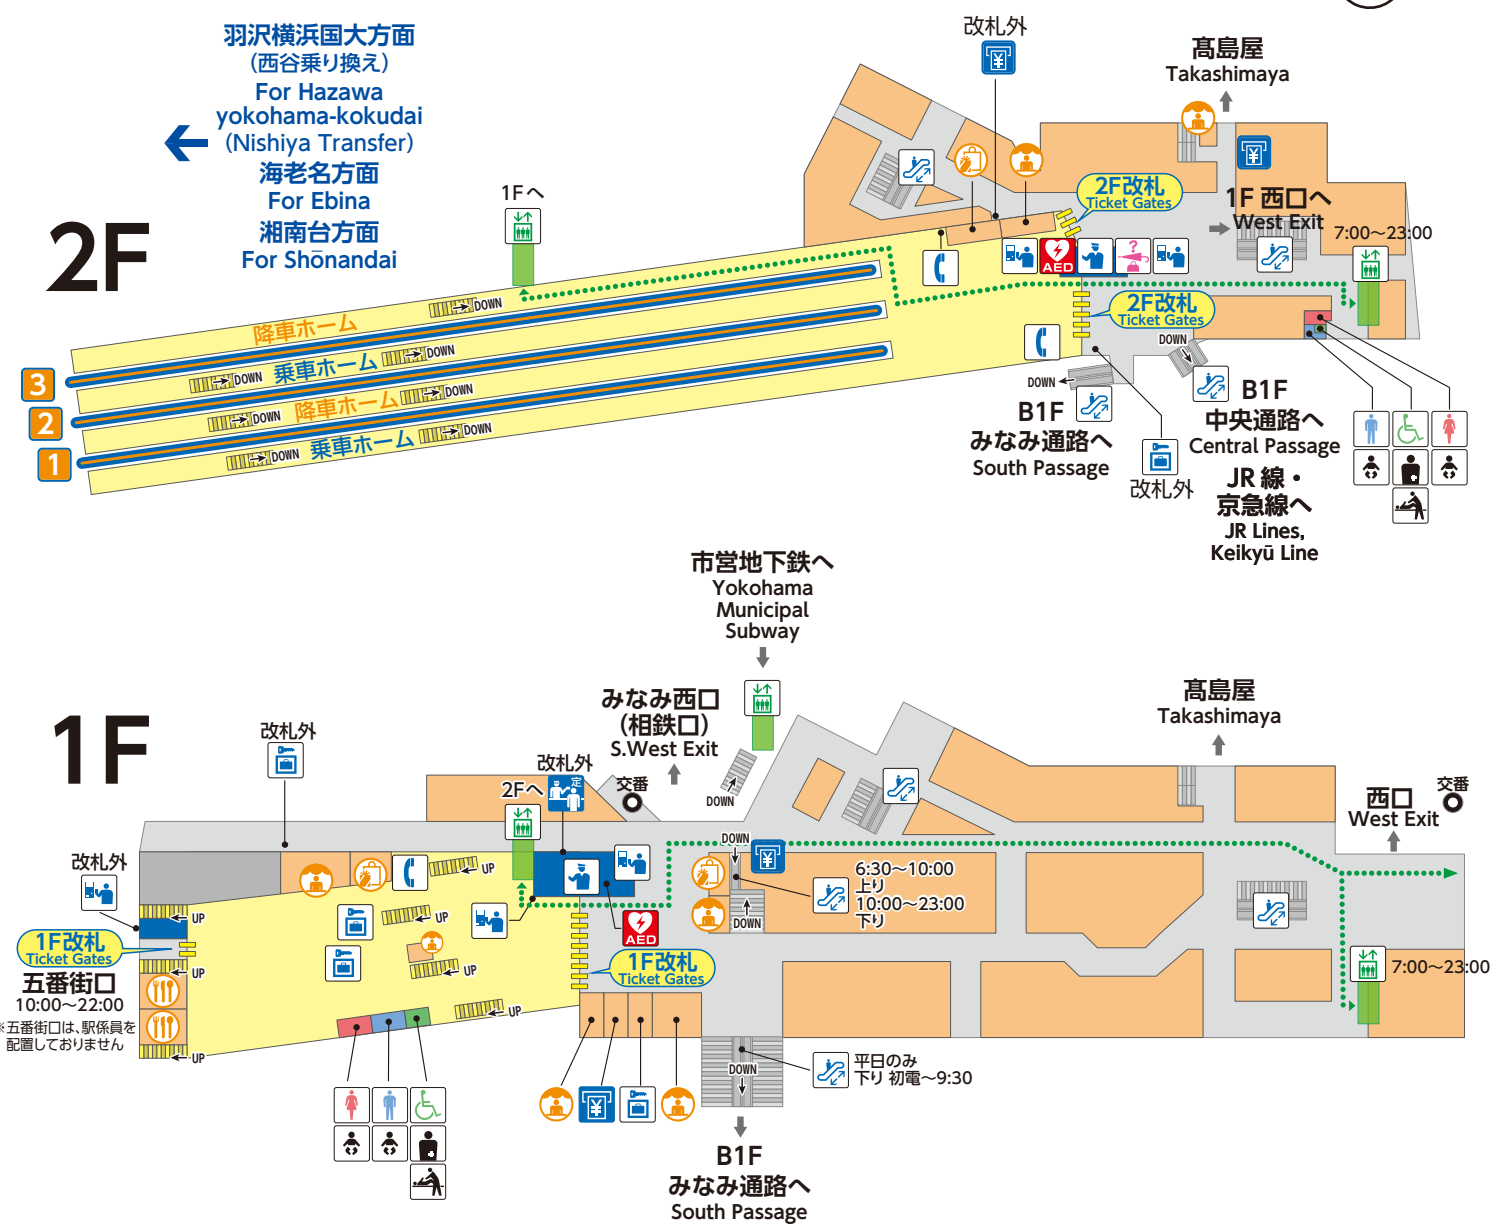 羽沢横浜国大方面
（西谷乗り換え）
For Hazawa
yokohama-kokudai
(Nishiya Transfer)
海老名方面
For Ebina
湘南台方面
For Shōnandai
2F
1Fへ
改札外
髙島屋
Takashimaya
2F改札
Ticket Gates
1F 西口へ
West Exit
7:00～23:00
AED
2F改札
Ticket Gates
降車ホーム
DOWN
乗車ホーム
DOWN
DOWN
降車ホーム
DOWN
DOWN
乗車ホーム
DOWN
DOWN
3
2
1
DOWN
DOWN
B1F
みなみ通路へ
South Passage
改札外
B1F
中央通路へ
Central Passage
JR 線・
京急線へ
JR Lines,
Keikyū Line
市営地下鉄へ
Yokohama
Municipal
Subway
1F
改札外
みなみ西口
（相鉄口）
S.West Exit
改札外
定
2Fへ
交番
DOWN
髙島屋
Takashimaya
西口
West Exit
交番
改札外
UP
UP
UP
UP
UP
UP
UP
1F改札
Ticket Gates
五番街口
10:00～22:00
※五番街口は、駅係員を
配置しておりません
AED
1F改札
Ticket Gates
DOWN
DOWN
6:30～10:00
上り
10:00～23:00
下り
7:00～23:00
DOWN
平日のみ
下り 初電～9:30
B1F
みなみ通路へ
South Passage